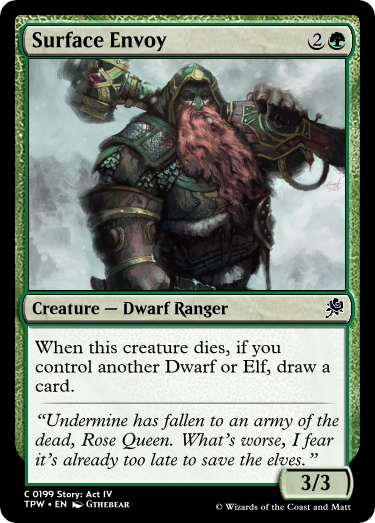 Surface Envoy 2
Creature — Dwarf Ranger
When this creature dies, if you
control another Dwarf or Elf, draw a
card.
“Undermine has fallen to an army of the
dead, Rose Queen. What’s worse, I fear
it’s already too late to save the elves.”
3/3
C 0199 Story: Act IV
TPW • EN GTHEBEAR
© Wizards of the Coast and Matt